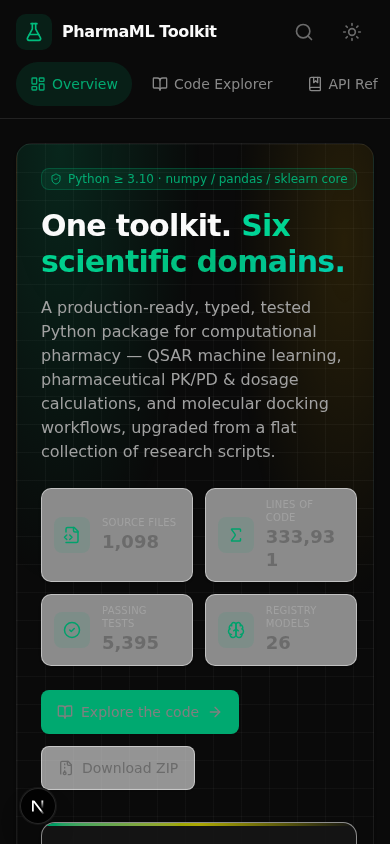 PharmaML Toolkit
Overview
Code Explorer
API Ref
Python ≥ 3.10 · numpy / pandas / sklearn core
One toolkit. Six
scientific domains.
A production-ready, typed, tested
Python package for computational
pharmacy — QSAR machine learning,
pharmaceutical PK/PD & dosage
calculations, and molecular docking
workflows, upgraded from a flat
collection of research scripts.
SOURCE FILES
1,098
LINES OF
CODE
333,93
1
PASSING
TESTS
5,395
REGISTRY
MODELS
26
Explore the code
Download ZIP
N